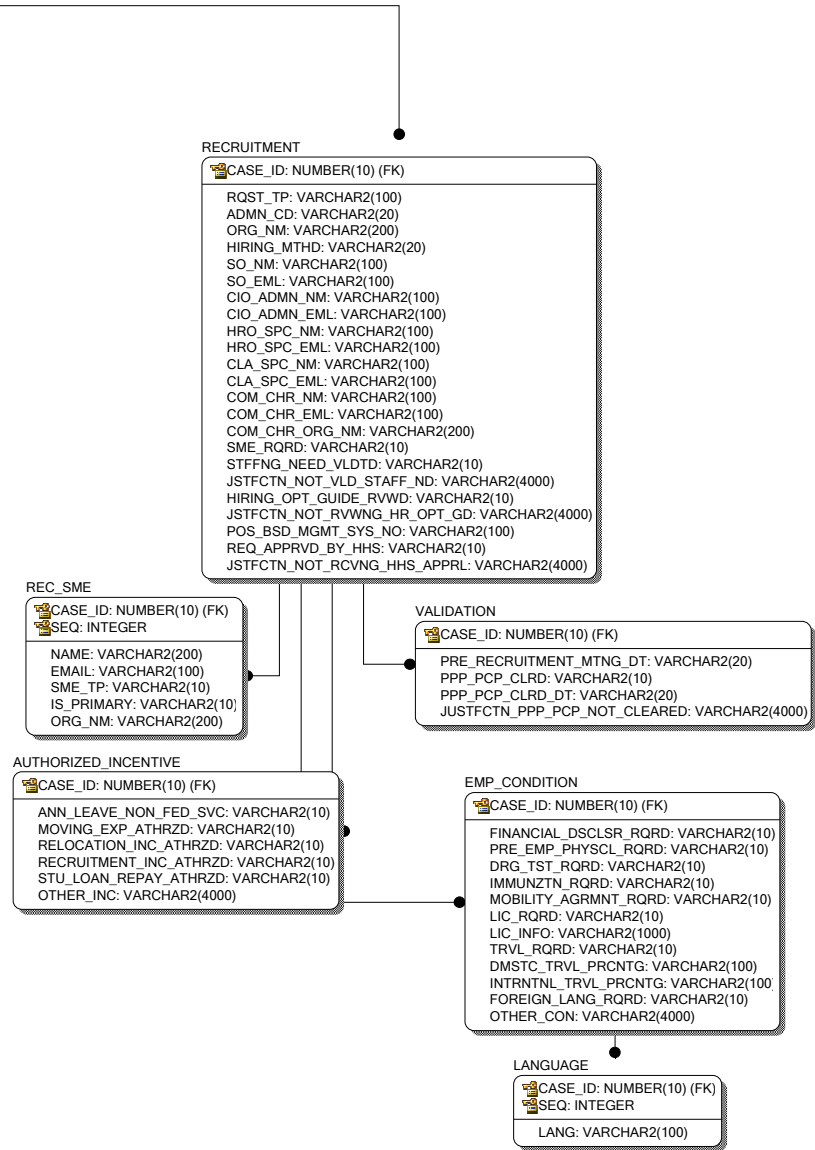 RECRUITMENT
CASE_ID: NUMBER(10) (FK)
RQST_TP: VARCHAR2(100)
ADMN_CD: VARCHAR2(20)
ORG_NM: VARCHAR2(200)
HIRING_MTHD: VARCHAR2(20)
SO_NM: VARCHAR2(100)
SO_EML: VARCHAR2(100)
CIO_ADMN_NM: VARCHAR2(100)
CIO_ADMN_EML: VARCHAR2(100)
HRO_SPC_NM: VARCHAR2(100)
HRO_SPC_EML: VARCHAR2(100)
CLA_SPC_NM: VARCHAR2(100)
CLA_SPC_EML: VARCHAR2(100)
COM_CHR_NM: VARCHAR2(100)
COM_CHR_EML: VARCHAR2(100)
COM_CHR_ORG_NM: VARCHAR2(200)
SME_RQRD: VARCHAR2(10)
STFFNG_NEED_VLDTD: VARCHAR2(10)
JSTFCTN_NOT_VLD_STAFF_ND: VARCHAR2(4000)
HIRING_OPT_GUIDE_RVWD: VARCHAR2(10)
JSTFCTN_NOT_RVWNG_HR_OPT_GD: VARCHAR2(4000)
POS_BSD_MGMT_SYS_NO: VARCHAR2(100)
REQ_APPRVD_BY_HHS: VARCHAR2(10)
JSTFCTN_NOT_RCVNG_HHS_APPRL: VARCHAR2(4000)
REC_SME
CASE_ID: NUMBER(10) (FK)
SEQ: INTEGER
NAME: VARCHAR2(200)
EMAIL: VARCHAR2(100)
SME_TP: VARCHAR2(10)
IS_PRIMARY: VARCHAR2(10)
ORG_NM: VARCHAR2(200)
VALIDATION
CASE_ID: NUMBER(10) (FK)
PRE_RECRUITMENT_MTNG_DT: VARCHAR2(20)
PPP_PCP_CLRD: VARCHAR2(10)
PPP_PCP_CLRD_DT: VARCHAR2(20)
JUSTFCTN_PPP_PCP_NOT_CLEARED: VARCHAR2(4000)
AUTHORIZED_INCENTIVE
CASE_ID: NUMBER(10) (FK)
ANN_LEAVE_NON_FED_SVC: VARCHAR2(10)
MOVING_EXP_ATHRZD: VARCHAR2(10)
RELOCATION_INC_ATHRZD: VARCHAR2(10)
RECRUITMENT_INC_ATHRZD: VARCHAR2(10)
STU_LOAN_REPAY_ATHRZD: VARCHAR2(10)
OTHER_INC: VARCHAR2(4000)
EMP_CONDITION
CASE_ID: NUMBER(10) (FK)
FINANCIAL_DSCLSR_RQRD: VARCHAR2(10)
PRE_EMP_PHYSCL_RQRD: VARCHAR2(10)
DRG_TST_RQRD: VARCHAR2(10)
IMMUNZTN_RQRD: VARCHAR2(10)
MOBILITY_AGRMNT_RQRD: VARCHAR2(10)
LIC_RQRD: VARCHAR2(10)
LIC_INFO: VARCHAR2(1000)
TRVL_RQRD: VARCHAR2(10)
DMSTC_TRVL_PRCNTG: VARCHAR2(100)
INTRNTNL_TRVL_PRCNTG: VARCHAR2(100)
FOREIGN_LANG_RQRD: VARCHAR2(10)
OTHER_CON: VARCHAR2(4000)
LANGUAGE
CASE_ID: NUMBER(10) (FK)
SEQ: INTEGER
LANG: VARCHAR2(100)